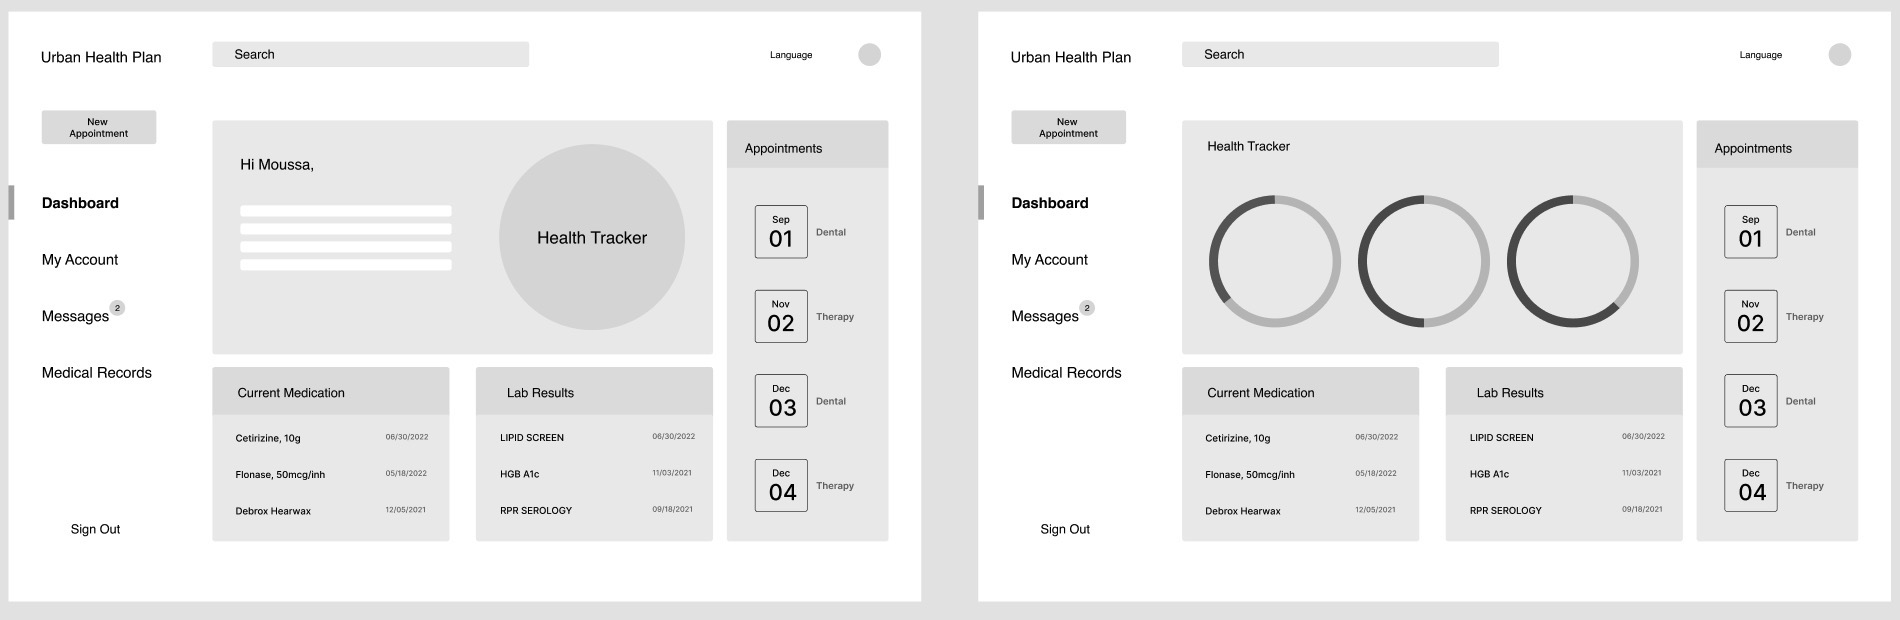 Urban Health Plan
Search
Language
New
Appointment
Dashboard
My Account
Messages 2
Medical Records
Sign Out
Hi Moussa,
Health Tracker
Appointments
Sep
01 Dental
Nov
02 Therapy
Dec
03 Dental
Dec
04 Therapy
Current Medication
Cetirizine, 10g 06/30/2022
Flonase, 50mcg/inh 05/18/2022
Debrox Hearwax 12/05/2021
Lab Results
LIPID SCREEN 06/30/2022
HGB A1c 11/03/2021
RPR SEROLOGY 09/18/2021
Urban Health Plan
Search
Language
New
Appointment
Dashboard
My Account
Messages 2
Medical Records
Sign Out
Health Tracker
Appointments
Sep
01 Dental
Nov
02 Therapy
Dec
03 Dental
Dec
04 Therapy
Current Medication
Cetirizine, 10g 06/30/2022
Flonase, 50mcg/inh 05/18/2022
Debrox Hearwax 12/05/2021
Lab Results
LIPID SCREEN 06/30/2022
HGB A1c 11/03/2021
RPR SEROLOGY 09/18/2021